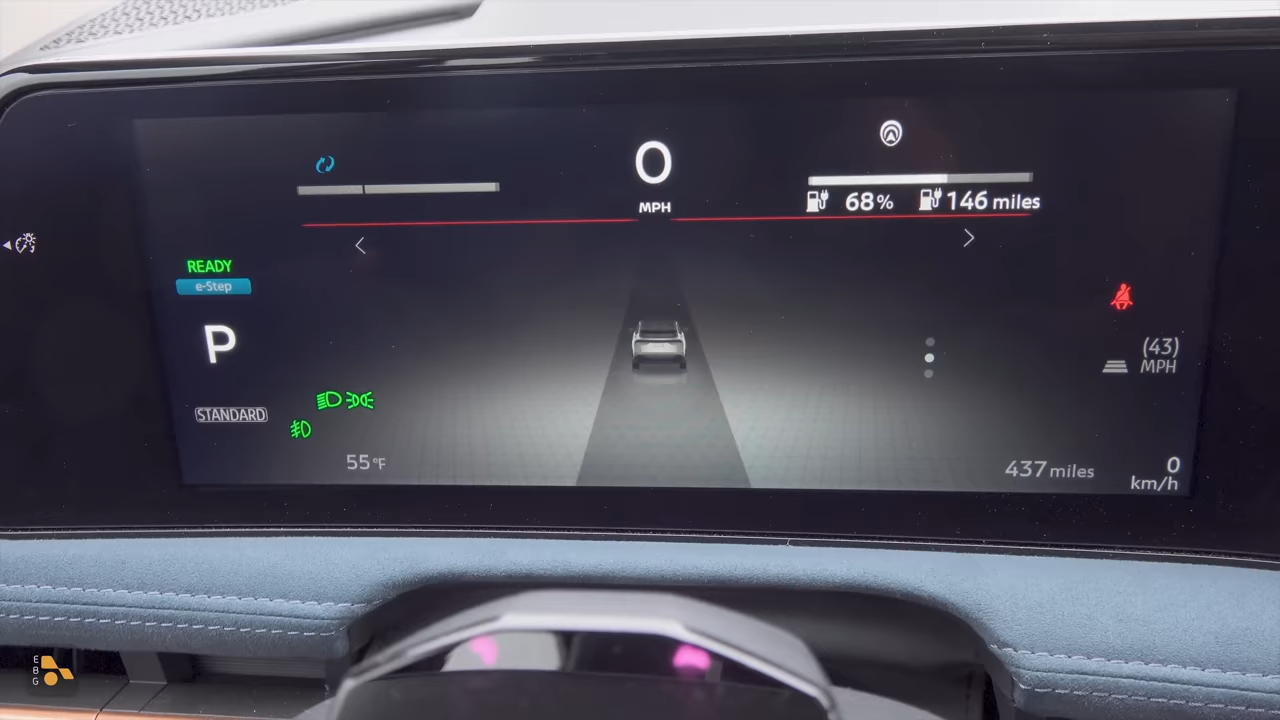 0
MPH
68% 146 miles
READY
e-Step
P
(43)
MPH
STANDARD
55°F
437 miles
0
km/h
E
B
G